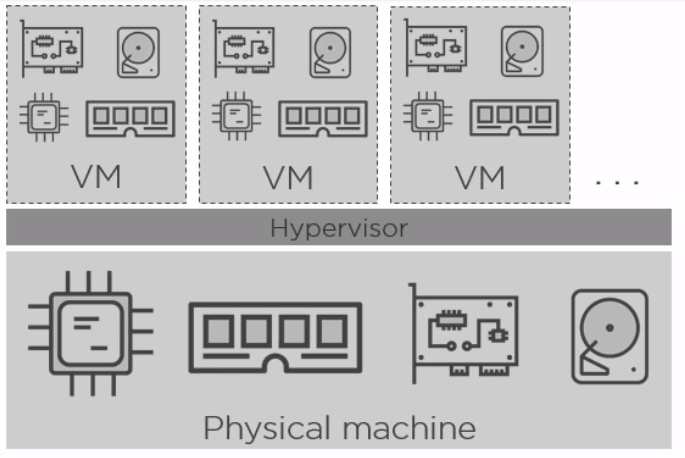 VM VM VM
. . .
Hypervisor
Physical machine